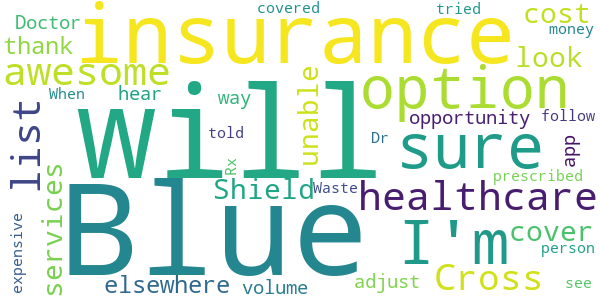 covered
tried
Doctor
insurance
cost
money
thank
look
awesome
When
hear
way
unable
option
opportunity
follow
list
will
told
Dr
sure
app
Rx
prescribed
services
Shield
Waste
healthcare
Blue
I'm
cover
person
expensive
elsewhere
volume
adjust
Cross
see